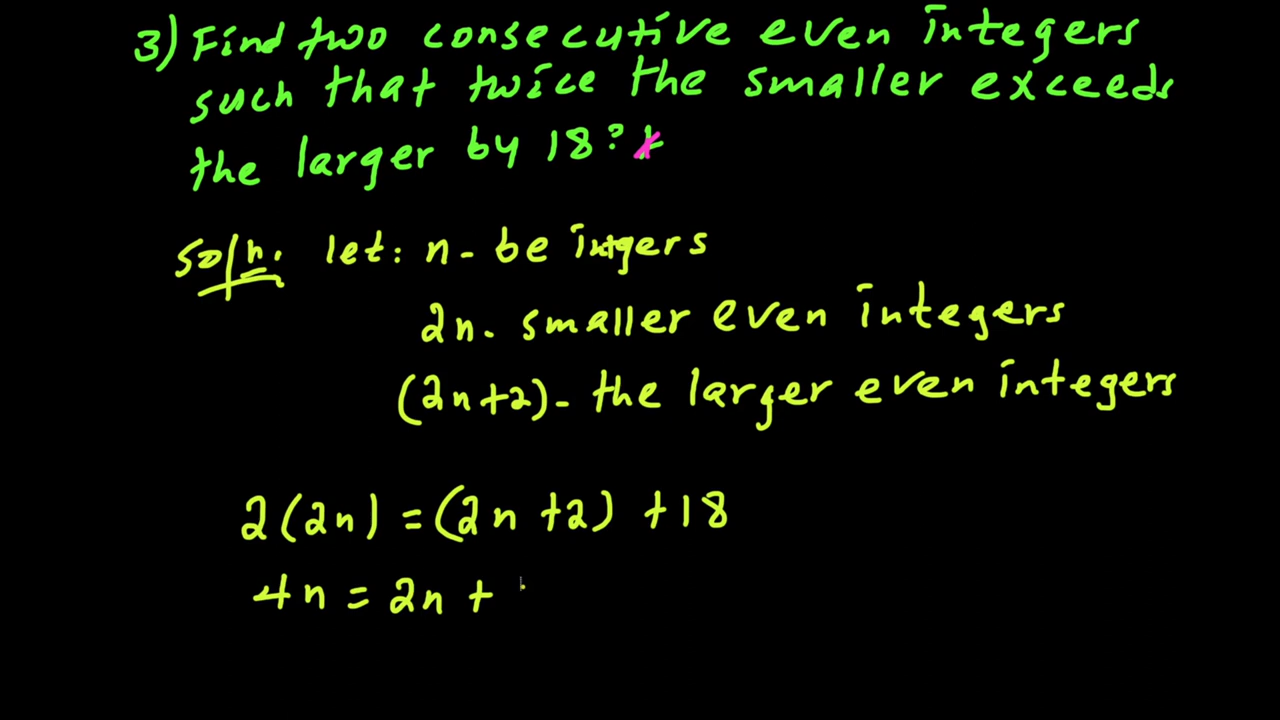 3) Find two consecutive even integers
such that twice the smaller exceeds
the larger by 18?
Soln. let: n - be intgers
2n - smaller even integers
(2n+2) - the larger even integers
2(2n) = (2n +2) +18
4n = 2n +